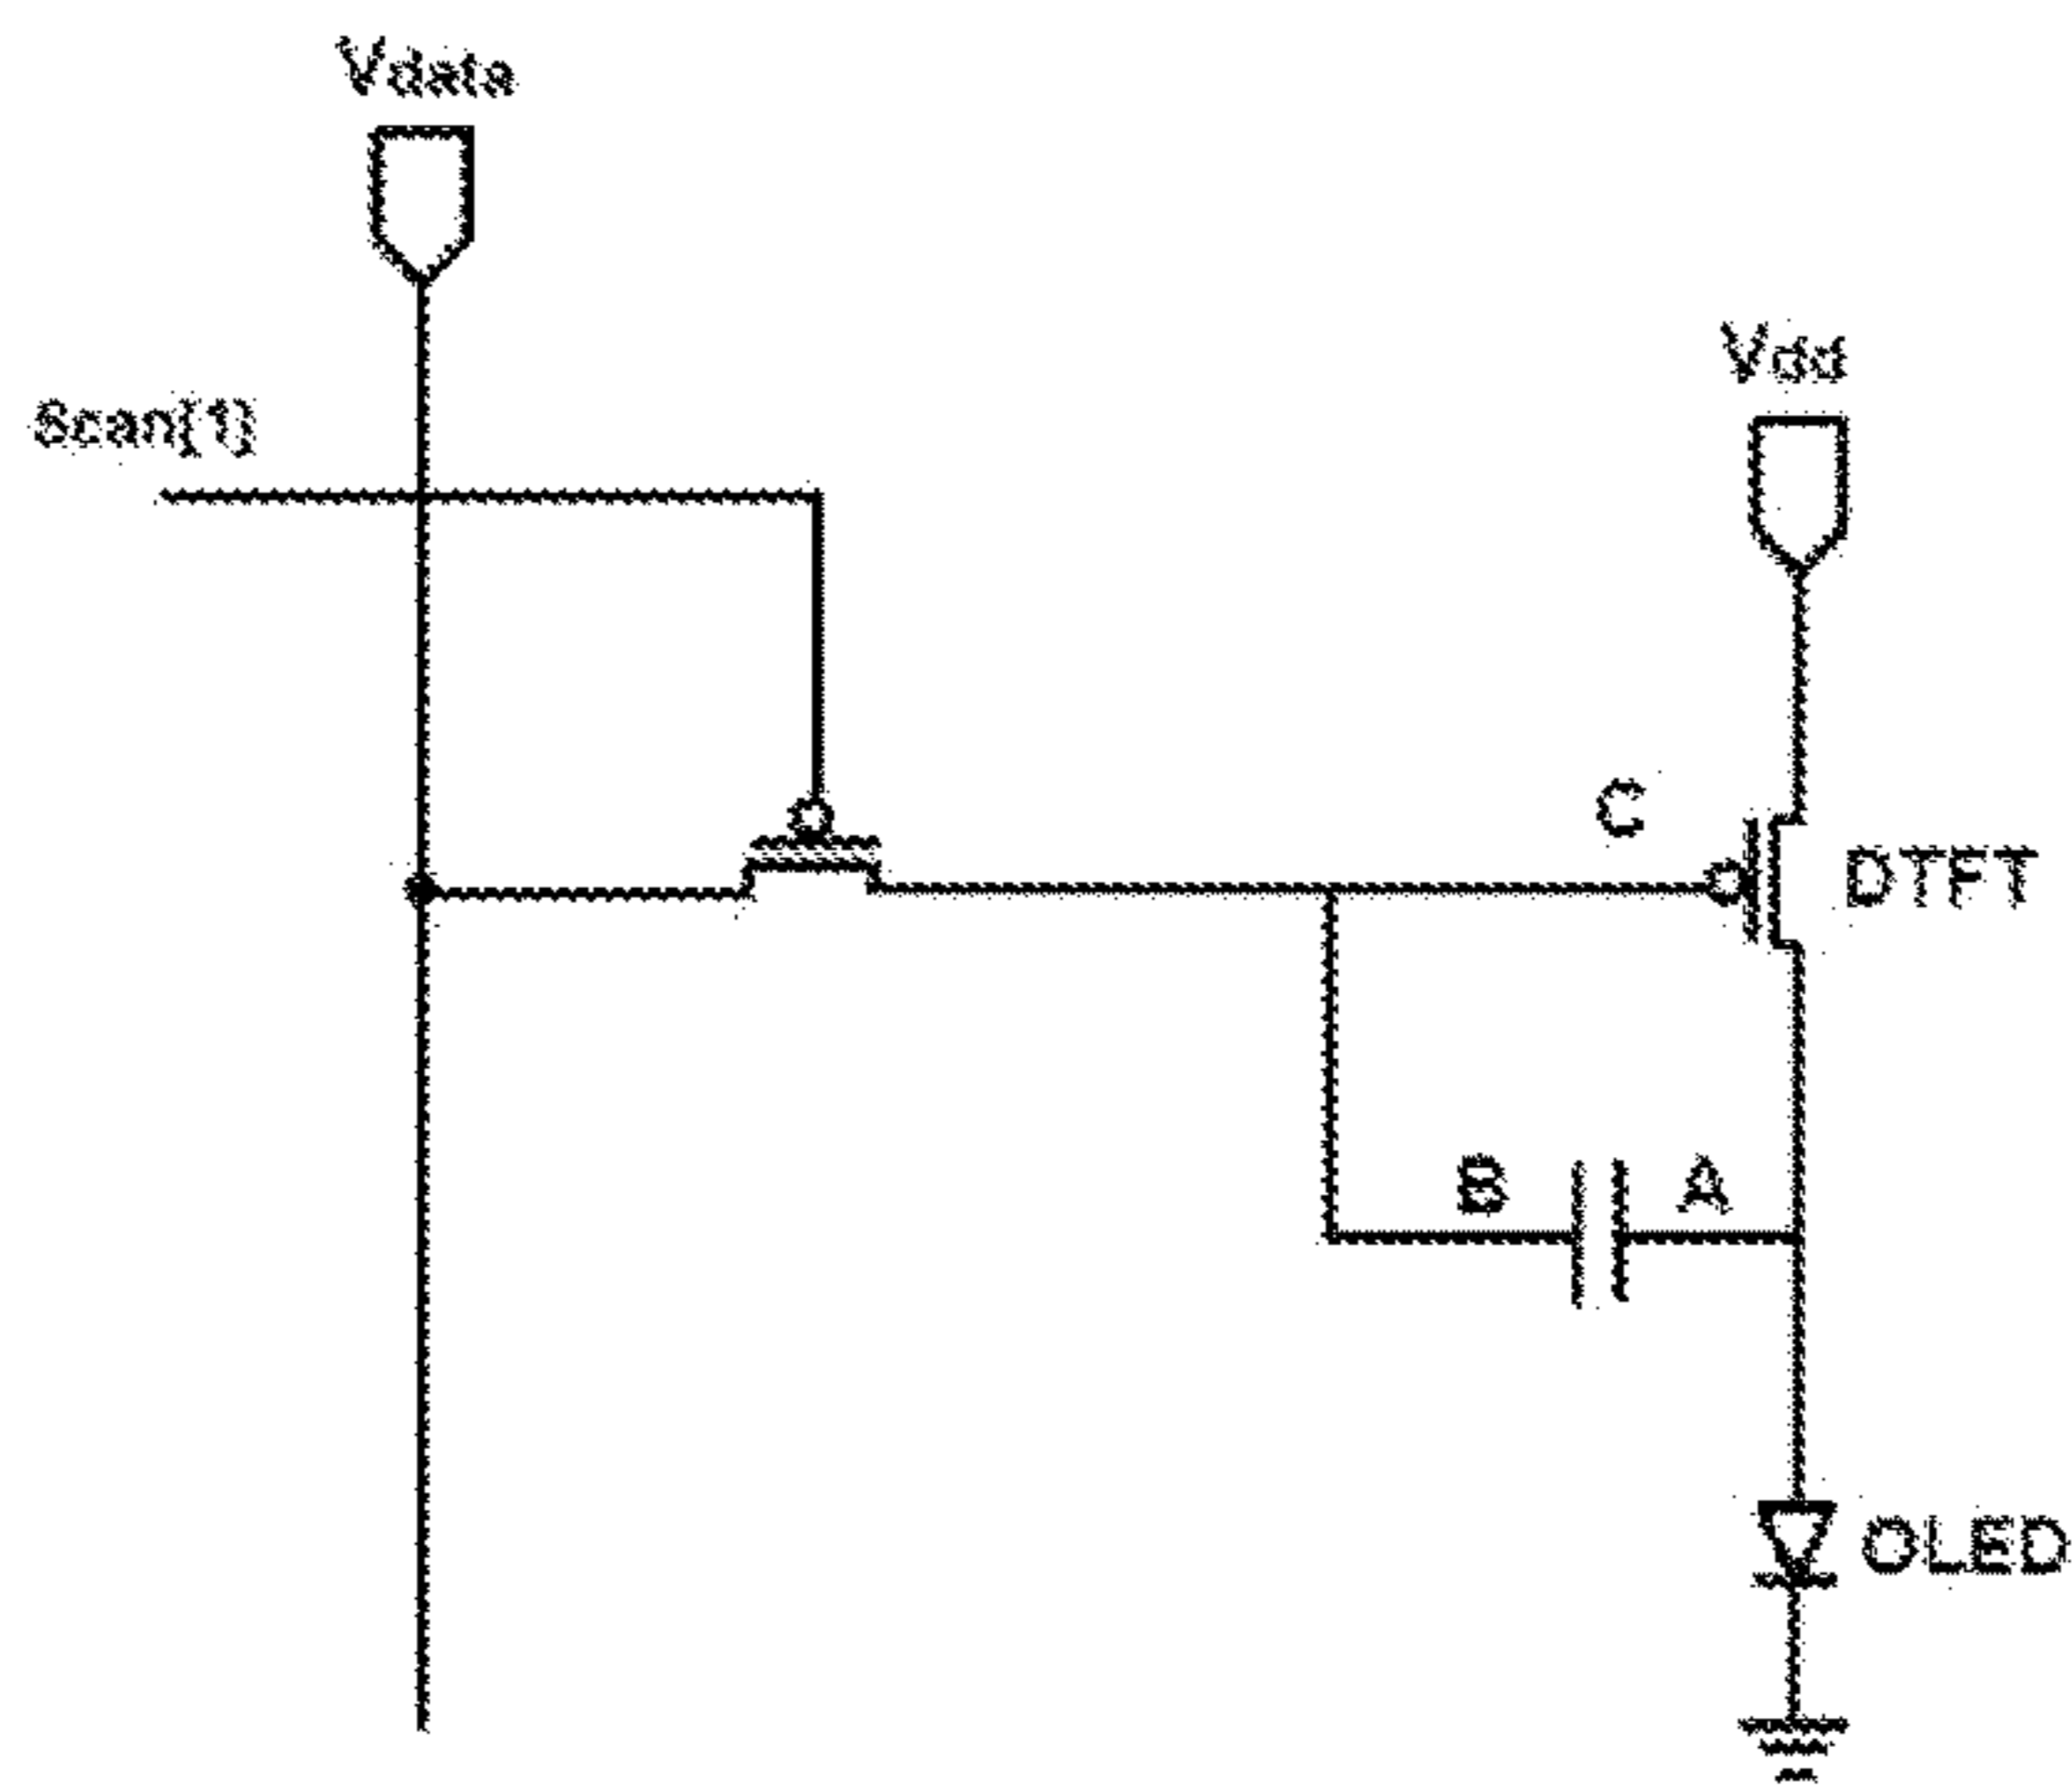 Vdata
Vdd
Scan(1)
C
DTFT
B
A
OLED